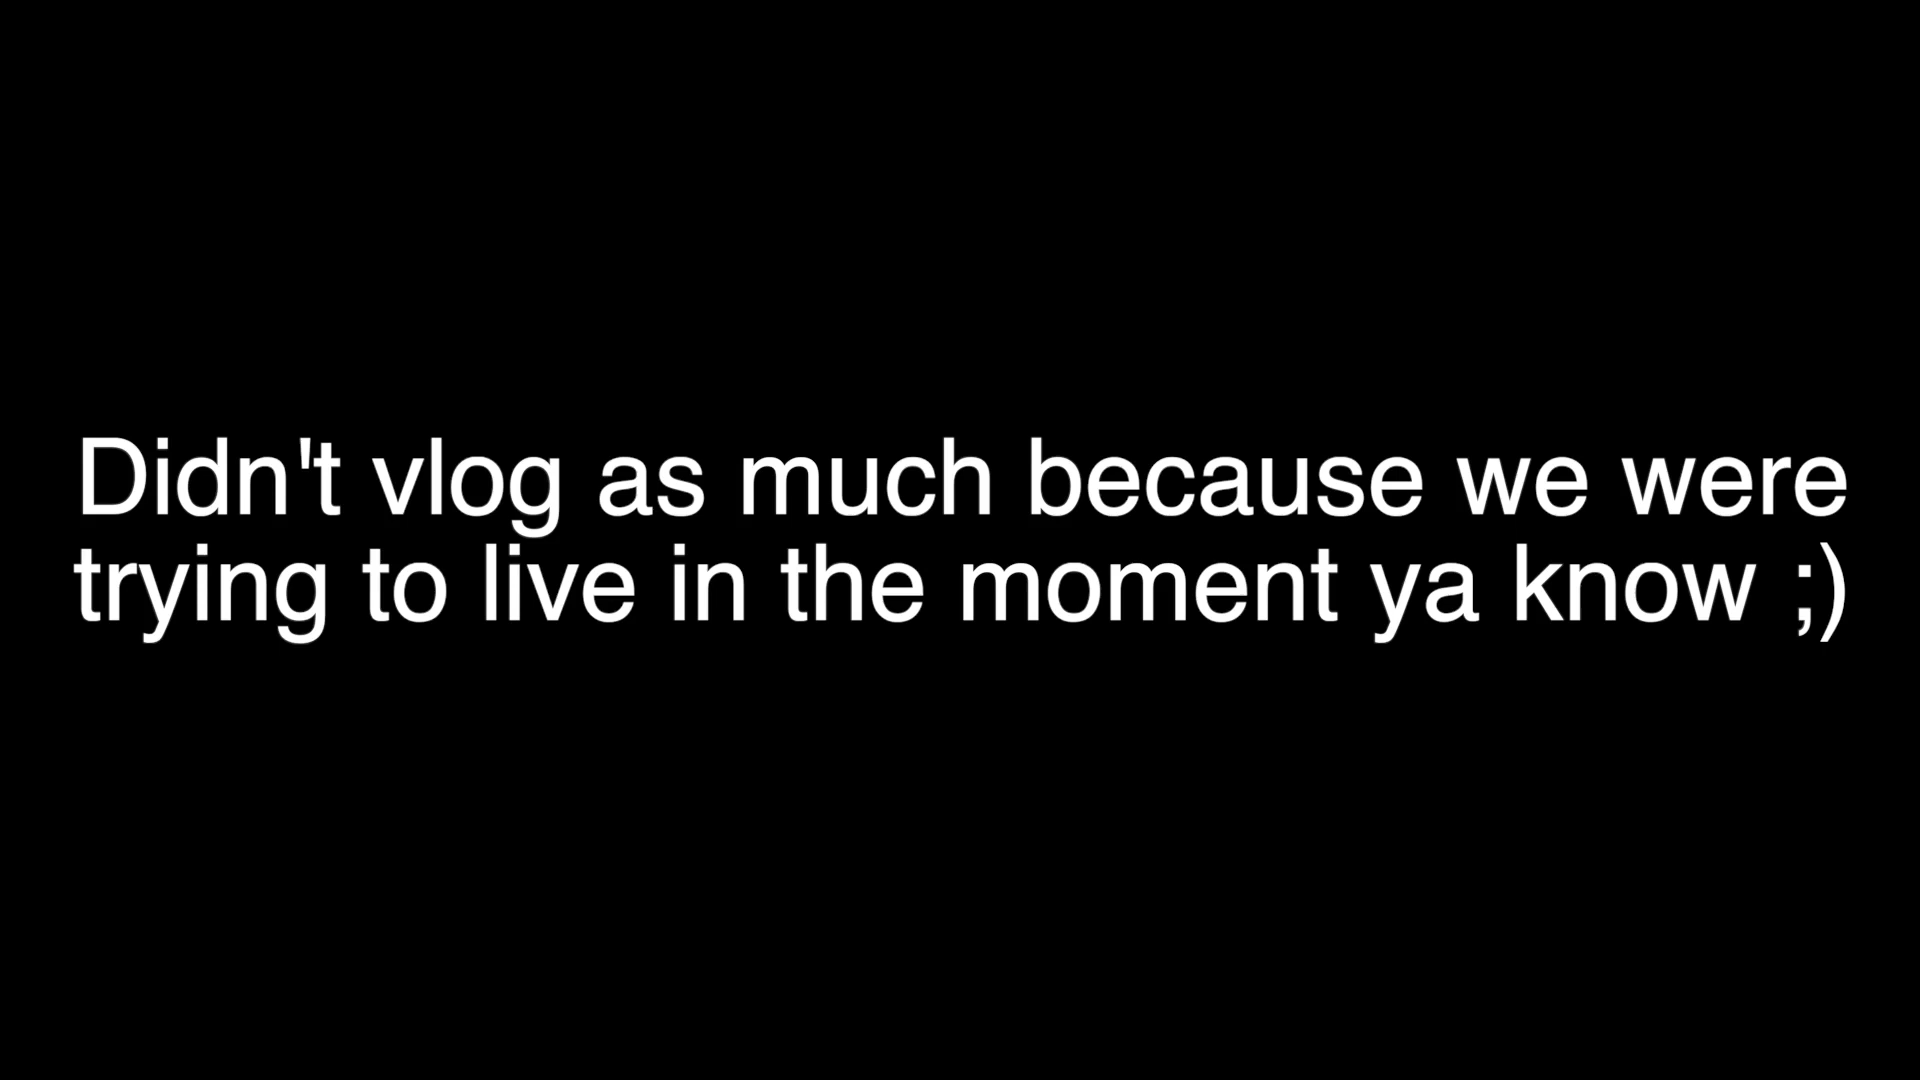 Didn't vlog as much because we were
trying to live in the moment ya know ;)